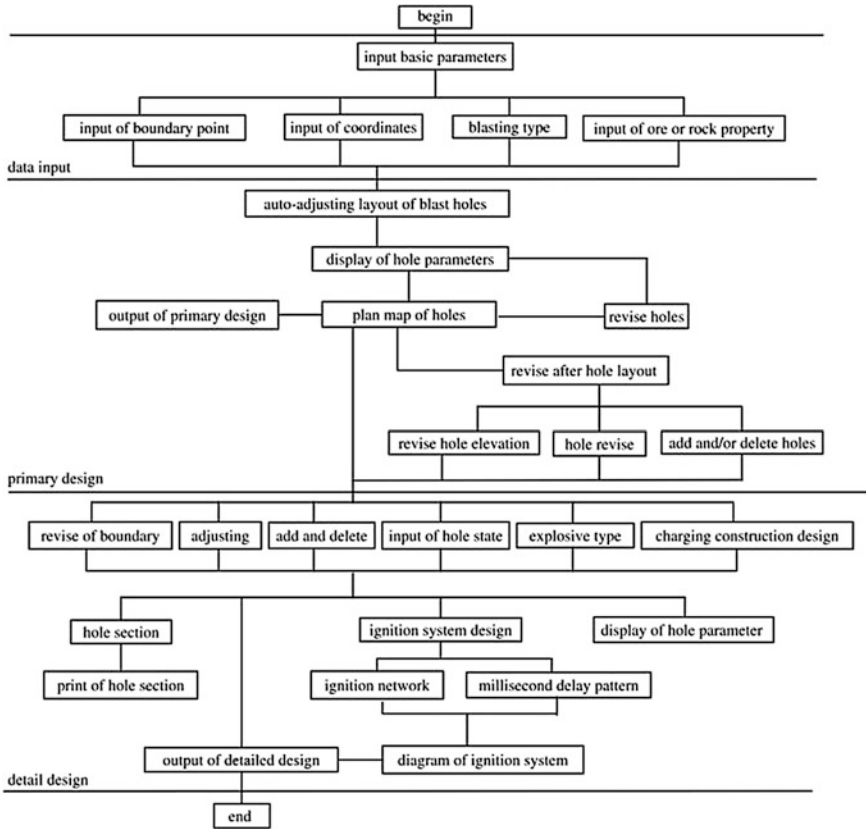 begin
input basic parameters
input of boundary point
input of coordinates
blasting type
input of ore or rock property
data input
auto-adjusting layout of blast holes
display of hole parameters
output of primary design
plan map of holes
revise holes
revise after hole layout
revise hole elevation
hole revise
add and/or delete holes
primary design
revise of boundary
adjusting
add and delete
input of hole state
explosive type
charging construction design
hole section
ignition system design
display of hole parameter
print of hole section
ignition network
millisecond delay pattern
output of detailed design
diagram of ignition system
detail design
end